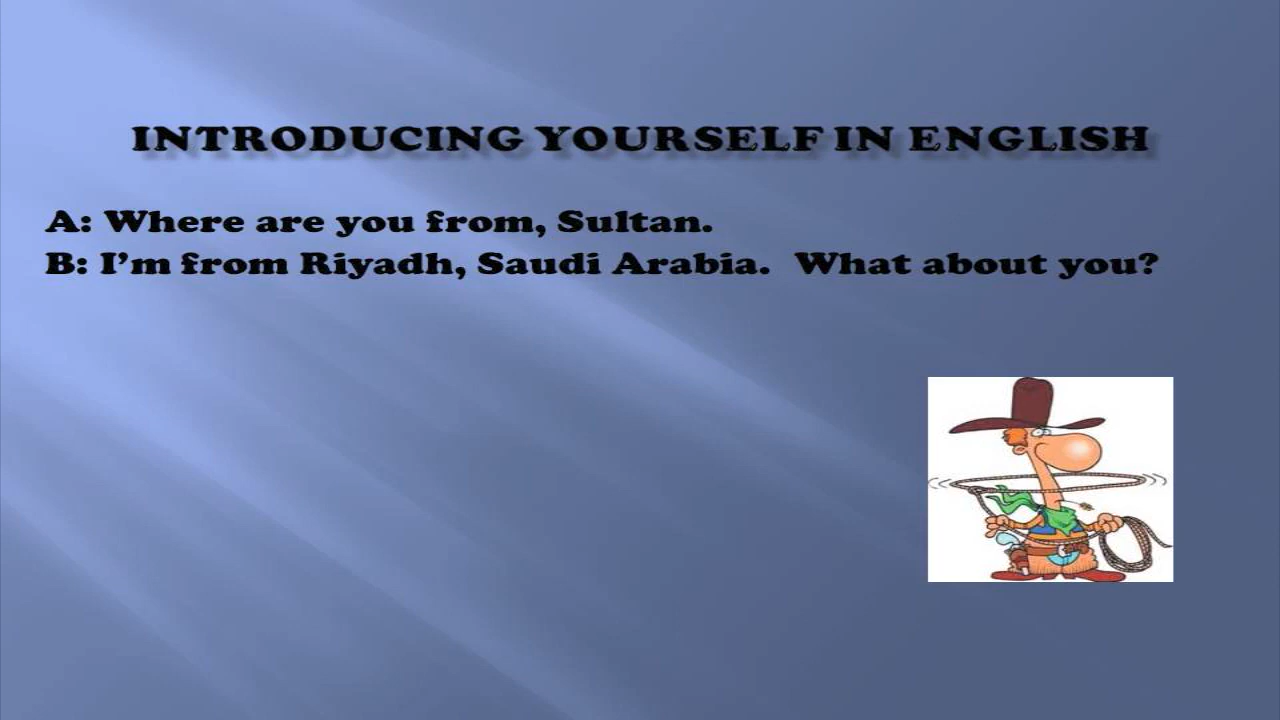 INTRODUCING YOURSELF IN ENGLISH
A: Where are you from, Sultan.
B: I'm from Riyadh, Saudi Arabia.  What about you?